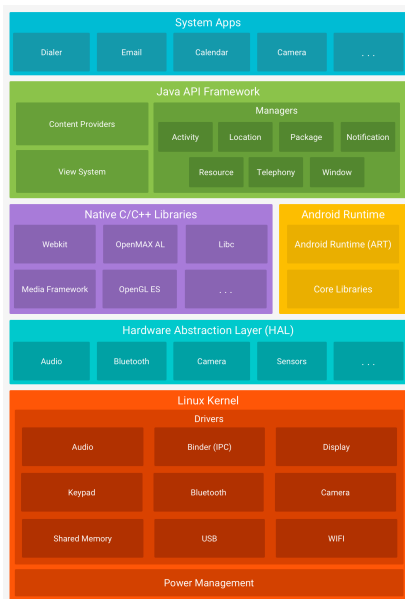 System Apps
Dialer Email Calendar Camera . . .
Java API Framework
Content Providers
View System
Managers
Activity Location Package Notification
Resource Telephony Window
Native C/C++ Libraries
Webkit OpenMAX AL Libc
Media Framework OpenGL ES . . .
Android Runtime
Android Runtime (ART)
Core Libraries
Hardware Abstraction Layer (HAL)
Audio Bluetooth Camera Sensors . . .
Linux Kernel
Drivers
Audio Binder (IPC) Display
Keypad Bluetooth Camera
Shared Memory USB WIFI
Power Management